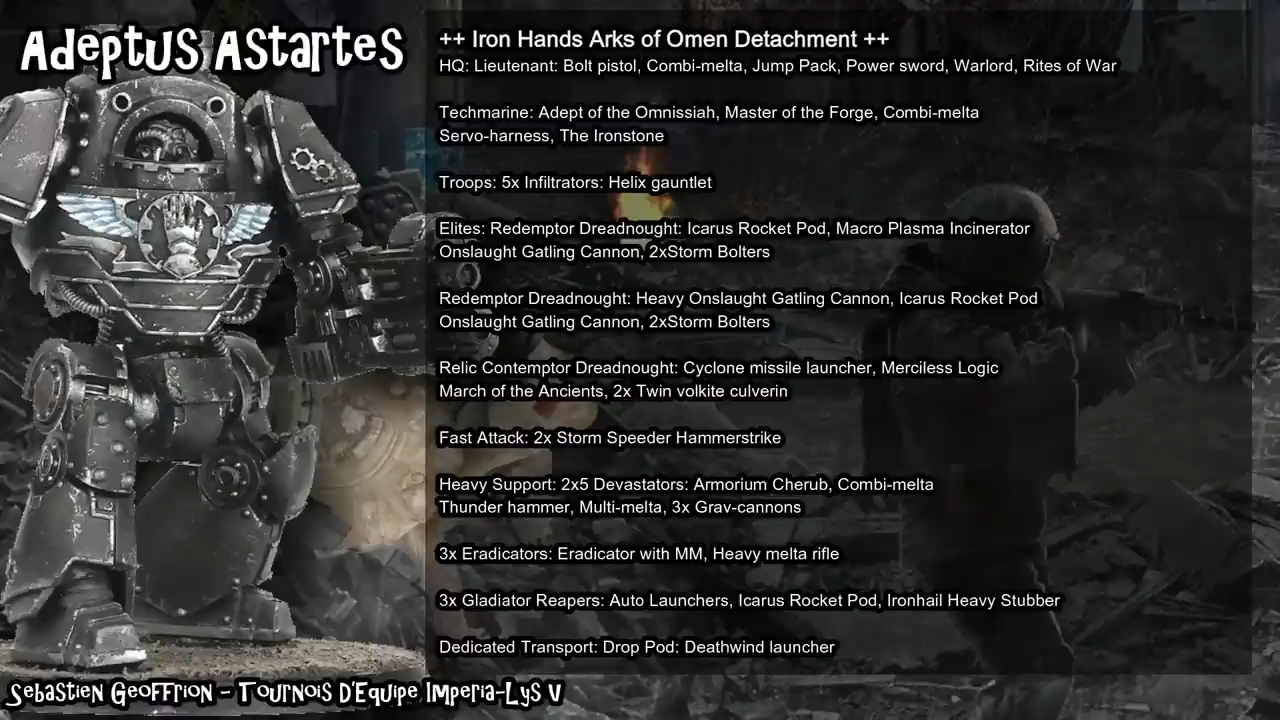 Adeptus Astartes
++ Iron Hands Arks of Omen Detachment ++
HQ: Lieutenant: Bolt pistol, Combi-melta, Jump Pack, Power sword, Warlord, Rites of War
Techmarine: Adept of the Omnissiah, Master of the Forge, Combi-melta
Servo-harness, The Ironstone
Troops: 5x Infiltrators: Helix gauntlet
Elites: Redemptor Dreadnought: Icarus Rocket Pod, Macro Plasma Incinerator
Onslaught Gatling Cannon, 2xStorm Bolters
Redemptor Dreadnought: Heavy Onslaught Gatling Cannon, Icarus Rocket Pod
Onslaught Gatling Cannon, 2xStorm Bolters
Relic Contemptor Dreadnought: Cyclone missile launcher, Merciless Logic
March of the Ancients, 2x Twin volkite culverin
Fast Attack: 2x Storm Speeder Hammerstrike
Heavy Support: 2x5 Devastators: Armorium Cherub, Combi-melta
Thunder hammer, Multi-melta, 3x Grav-cannons
3x Eradicators: Eradicator with MM, Heavy melta rifle
3x Gladiator Reapers: Auto Launchers, Icarus Rocket Pod, Ironhail Heavy Stubber
Dedicated Transport: Drop Pod: Deathwind launcher
Sebastien Geoffrion - Tournois D'Equipe Imperia-Lys V